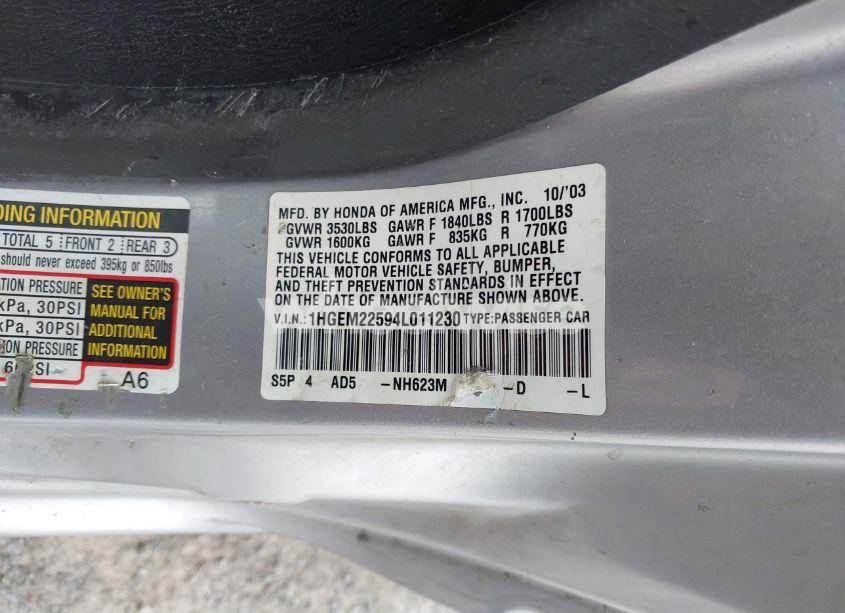 DING INFORMATION
TOTAL 5 FRONT 2 REAR 3
should never exceed 395kg or 850lbs
ION PRESSURE
kPa, 30PSI
kPa, 30PSI
ON PRESSURE
SEE OWNER'S
MANUAL FOR
ADDITIONAL
INFORMATION
A6
MFD. BY HONDA OF AMERICA MFG., INC. 10/'03
GVWR 3530LBS GAWR F 1840LBS R 1700LBS
GVWR 1600KG GAWR F 835KG R 770KG
THIS VEHICLE CONFORMS TO ALL APPLICABLE
FEDERAL MOTOR VEHICLE SAFETY, BUMPER,
AND THEFT PREVENTION STANDARDS IN EFFECT
ON THE DATE OF MANUFACTURE SHOWN ABOVE.
V.I.N.: 1HGEM22594L011230 TYPE: PASSENGER CAR
S5P 4 AD5 -NH623M -D -L